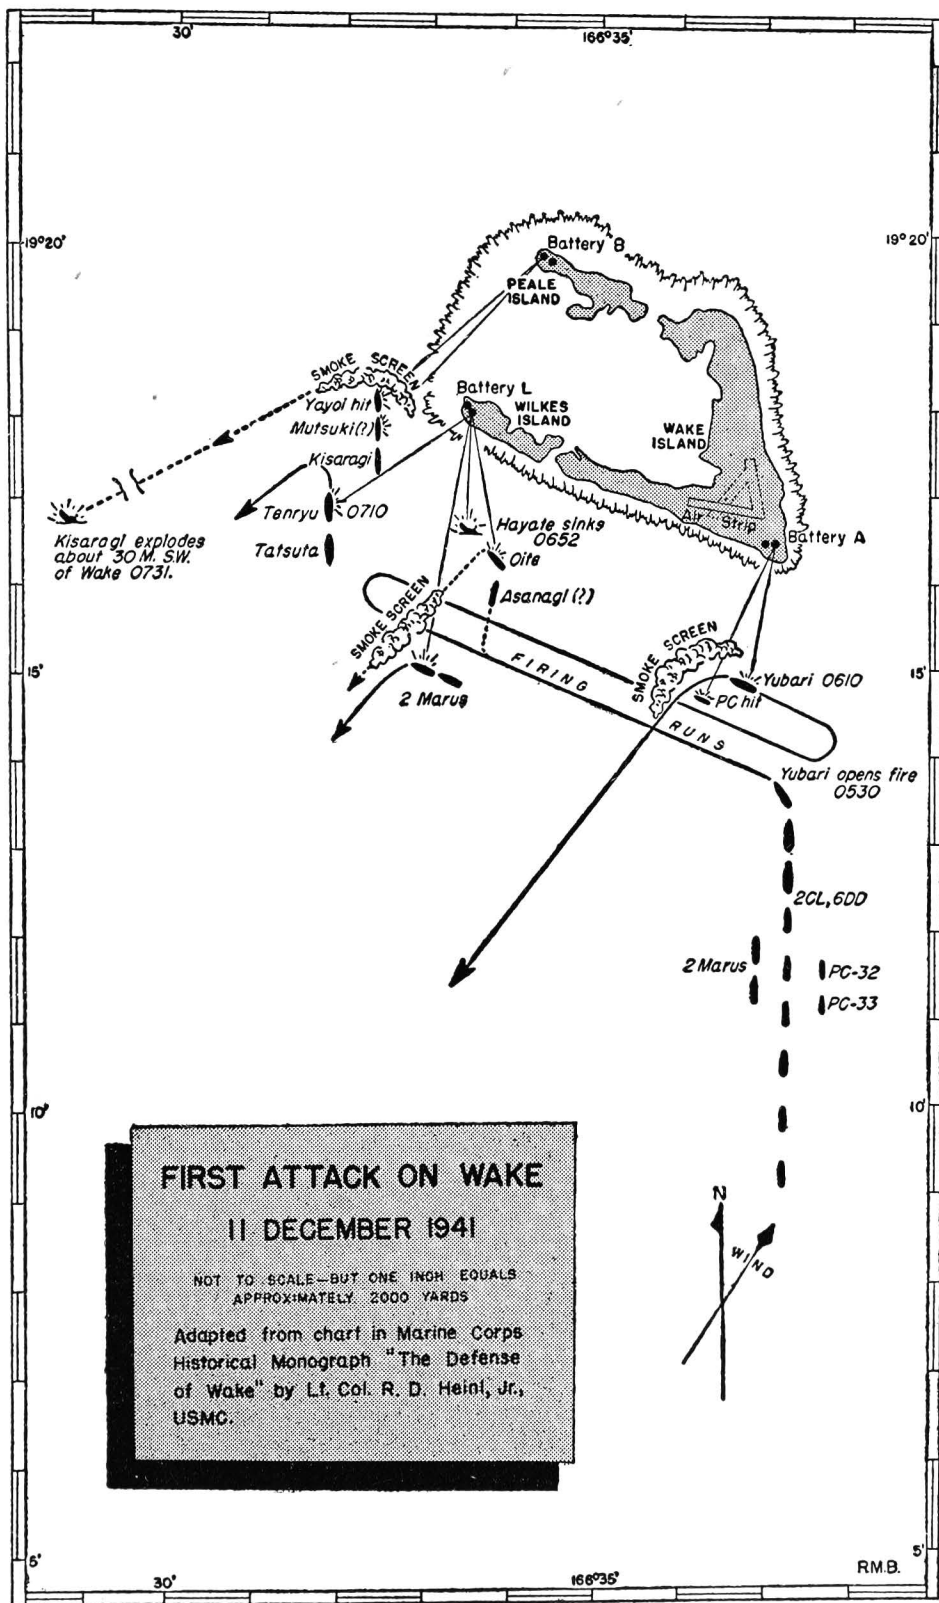 30'
166°35'
19°20'
19°20'
Battery B
PEALE
ISLAND
SMOKE SCREEN
Battery L
WILKES
ISLAND
WAKE
ISLAND
Yayoi hit
Mutsuki(?)
Kisaragi
Tenryu
0710
Tatsuta
Hayate sinks
0652
Air Strip
Battery A
Kisaragi explodes
about 30 M. S.W.
of Wake 0731.
Oite
Asanagi(?)
SMOKE SCREEN
SMOKE SCREEN
15'
15'
FIRING
RUNS
2 Marus
Yubari 0610
PC hit
Yubari opens fire
0530
2CL, 6DD
2 Marus
PC-32
PC-33
10'
10'
FIRST ATTACK ON WAKE
11 DECEMBER 1941
NOT TO SCALE—BUT ONE INCH EQUALS
APPROXIMATELY 2000 YARDS
Adapted from chart in Marine Corps
Historical Monograph "The Defense
of Wake" by Lt. Col. R. D. Heinl, Jr.,
USMC.
N
WIND
5'
5'
R.M.B.
30'
166°35'